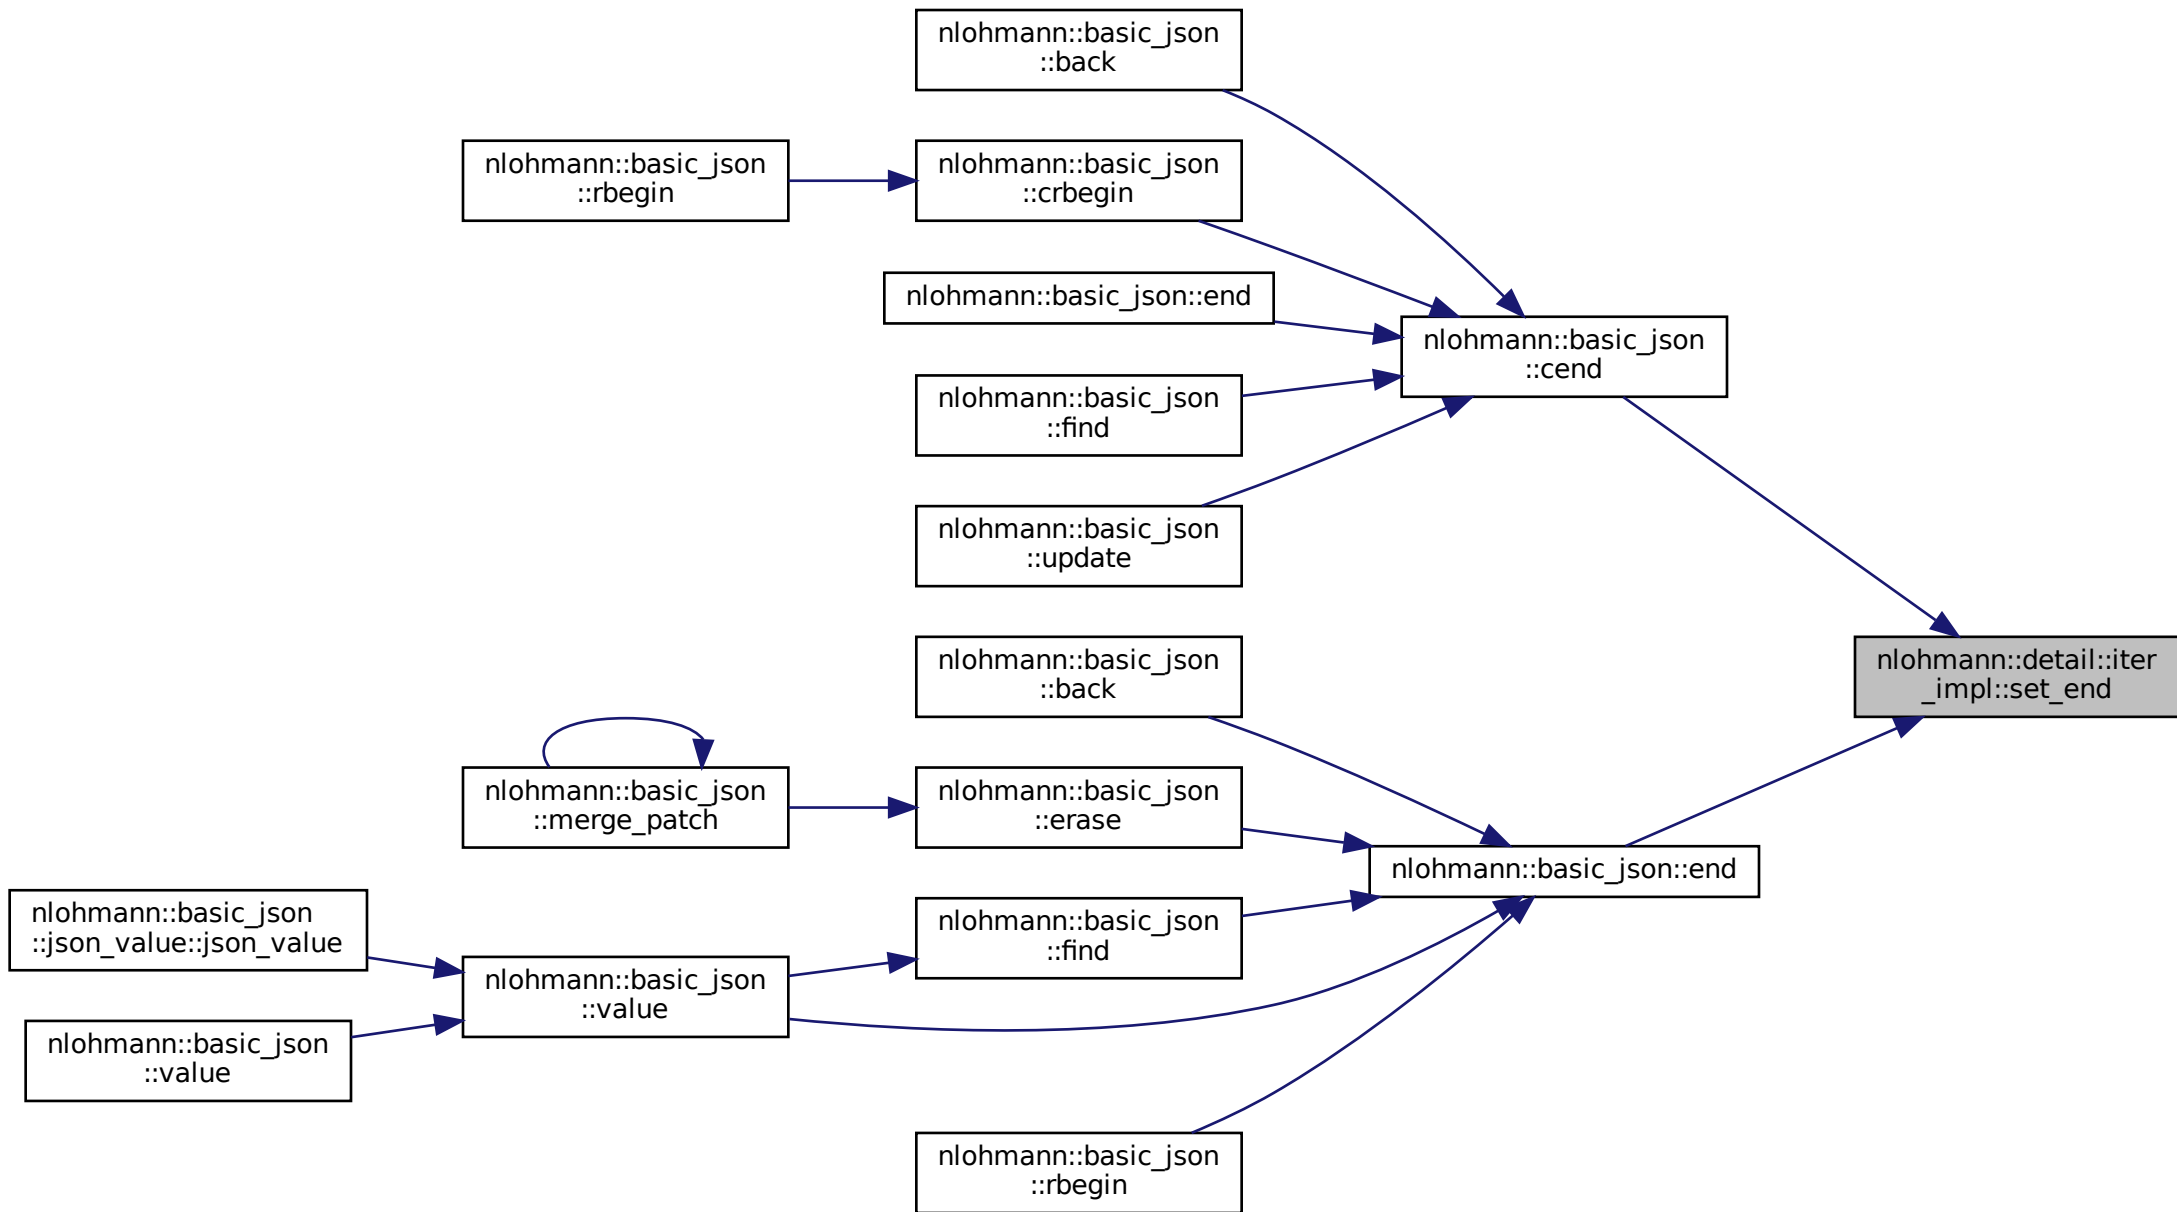 nlohmann::basic_json
::back
nlohmann::basic_json
::rbegin
nlohmann::basic_json
::crbegin
nlohmann::basic_json::end
nlohmann::basic_json
::cend
nlohmann::basic_json
::find
nlohmann::basic_json
::update
nlohmann::basic_json
::back
nlohmann::detail::iter
_impl::set_end
nlohmann::basic_json
::merge_patch
nlohmann::basic_json
::erase
nlohmann::basic_json::end
nlohmann::basic_json
::json_value::json_value
nlohmann::basic_json
::find
nlohmann::basic_json
::value
nlohmann::basic_json
::value
nlohmann::basic_json
::rbegin